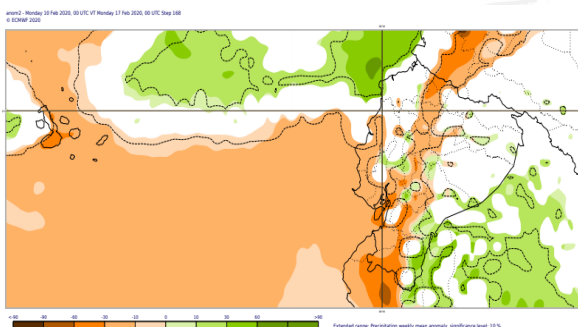 anom2 - Monday 10 Feb 2020, 00 UTC VT Monday 17 Feb 2020, 00 UTC Step 168
© ECMWF 2020
<-90 -90 -60 -30 -10 0 10 30 60 >90
Extended range: Precipitation weekly mean anomaly, significance level: 10 %